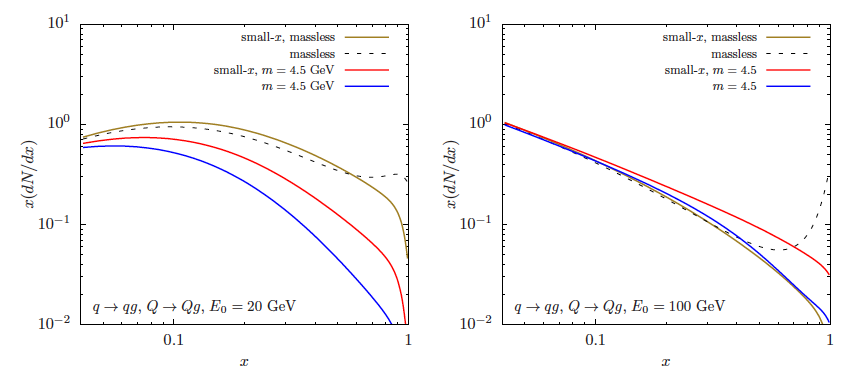 10^1
10^0
10^{-1}
10^{-2}
x(dN/dx)
small-x, massless
massless
small-x, m = 4.5 GeV
m = 4.5 GeV
q → qg, Q → Qg, E_0 = 20 GeV
0.1
1
x
10^1
10^0
10^{-1}
10^{-2}
x(dN/dx)
small-x, massless
massless
small-x, m = 4.5
m = 4.5
q → qg, Q → Qg, E_0 = 100 GeV
0.1
1
x